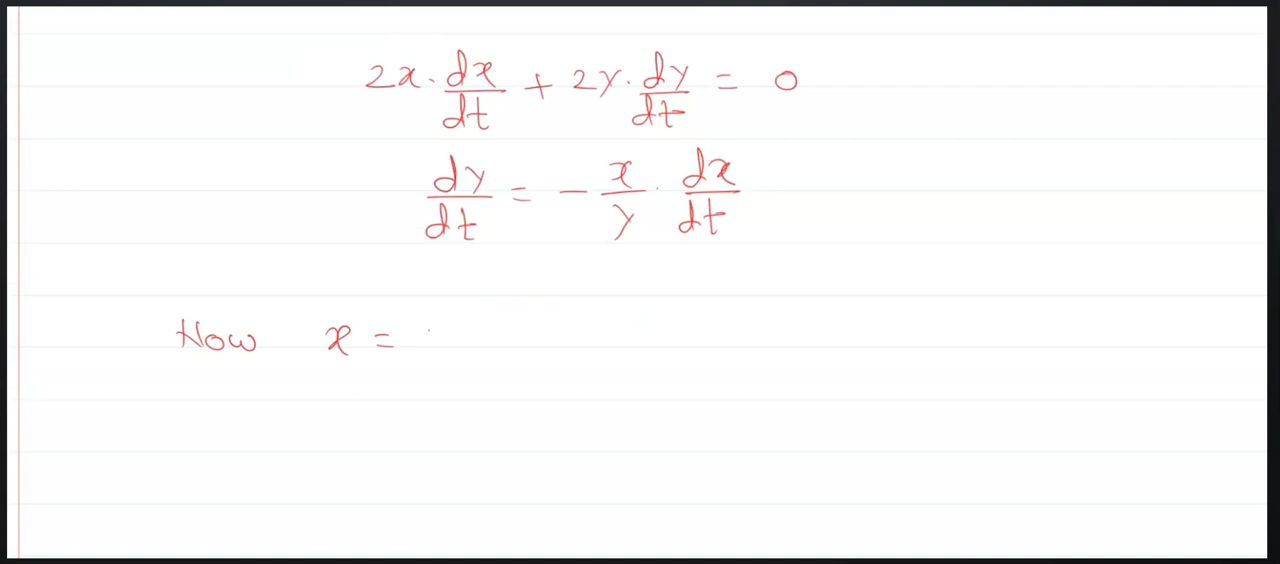 2x · dx/dt + 2y · dy/dt = 0
dy/dt = - x/y · dx/dt
Now x =